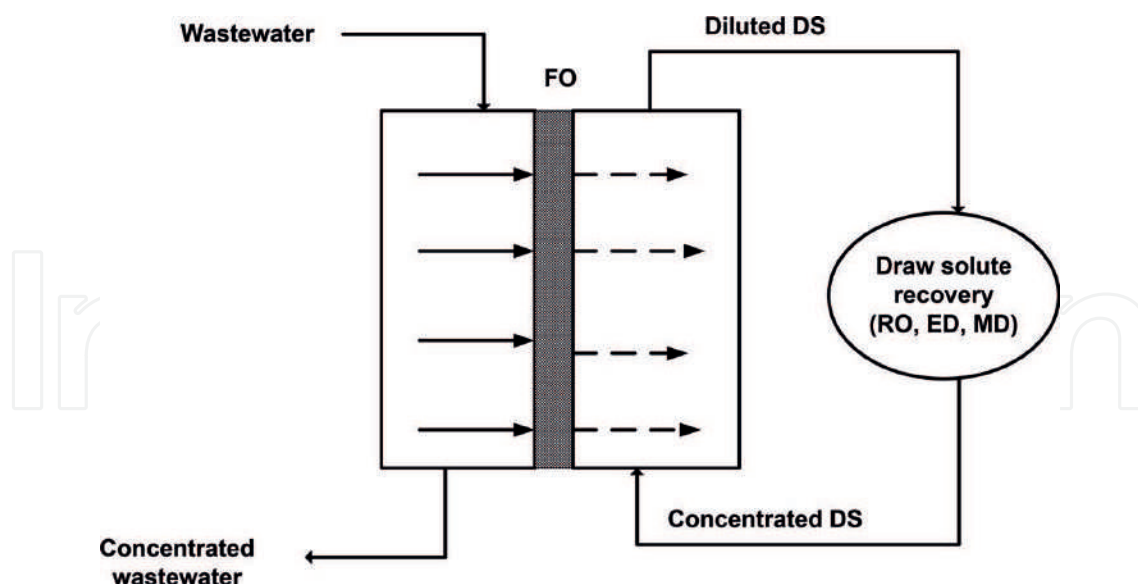 Wastewater
Diluted DS
FO
Draw solute
recovery
(RO, ED, MD)
Concentrated DS
Concentrated
wastewater